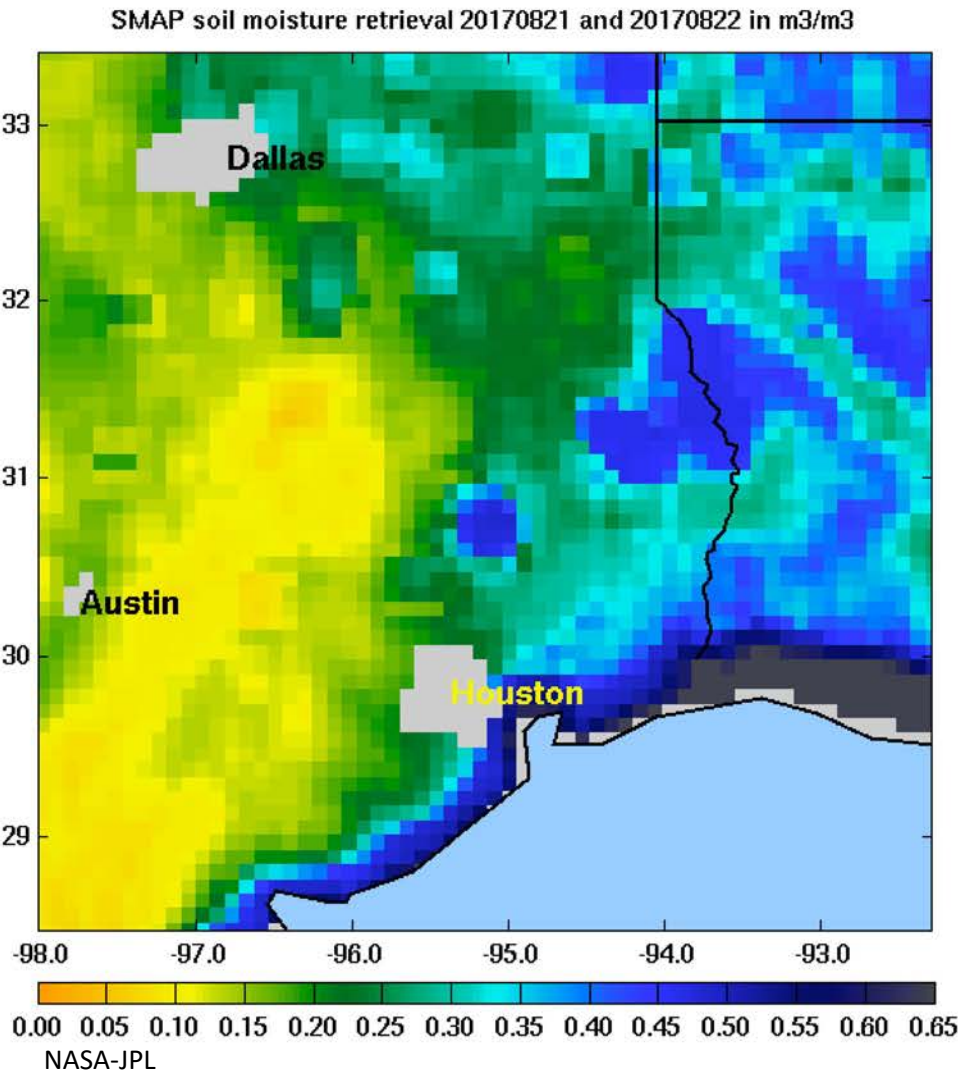 SMAP soil moisture retrieval 20170821 and 20170822 in m3/m3
33
Dallas
32
31
Austin
30
Houston
29
-98.0 -97.0 -96.0 -95.0 -94.0 -93.0
0.00 0.05 0.10 0.15 0.20 0.25 0.30 0.35 0.40 0.45 0.50 0.55 0.60 0.65
NASA-JPL